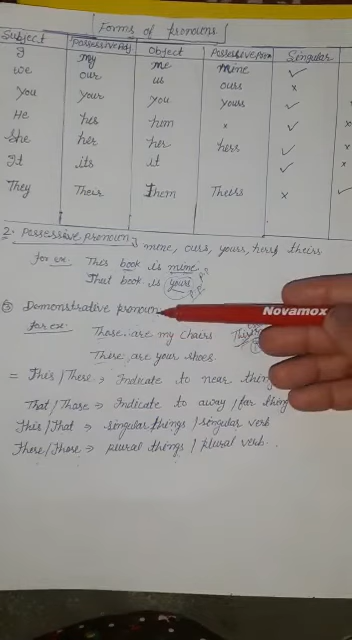 Forms of pronouns
Subject Possessive Adj Object Possessive Pron Singular
I my me mine ✓
we our us ours x
You your you yours ✓
He his him x ✓ x
She her her hers ✓ x
It its it ✓ x
They Their Them Theirs x ✓
2. Possessive pronoun; mine, ours, yours, hers, theirs
for ex. This book is mine
That book is yours P.P
P.P
Demonstrative pronoun
Novamox
for ex. Those are my chairs This
These are your shoes.
= This/These => Indicate to near thing
That/Those => Indicate to away/far thing
This/That => singular things/singular verb
These/Those => plural things/plural verb.